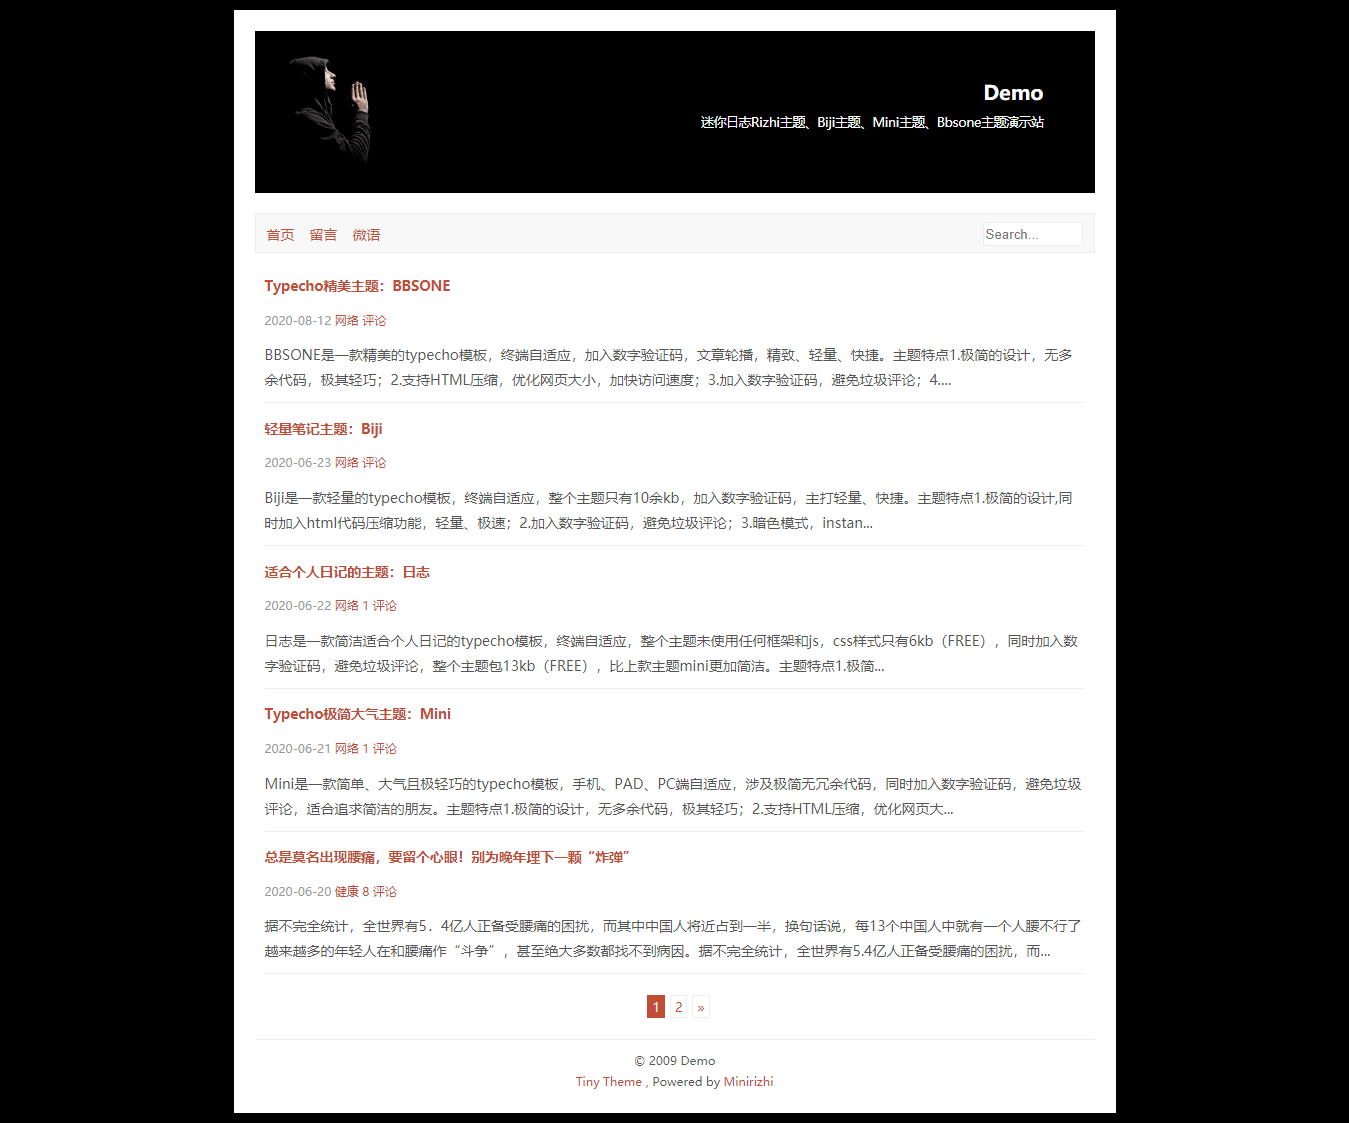 Demo
迷你日志Rizhi主题、Biji主题、Mini主题、Bbsone主题演示站
首页 留言 微语 Search...
Typecho精美主题：BBSONE
2020-08-12 网络 评论
BBSONE是一款精美的typecho模板，终端自适应，加入数字验证码，文章轮播，精致、轻量、快捷。主题特点1.极简的设计，无多
余代码，极其轻巧；2.支持HTML压缩，优化网页大小，加快访问速度；3.加入数字验证码，避免垃圾评论；4....
轻量笔记主题：Biji
2020-06-23 网络 评论
Biji是一款轻量的typecho模板，终端自适应，整个主题只有10余kb，加入数字验证码，主打轻量、快捷。主题特点1.极简的设计,同
时加入html代码压缩功能，轻量、极速；2.加入数字验证码，避免垃圾评论；3.暗色模式，instan...
适合个人日记的主题：日志
2020-06-22 网络 1 评论
日志是一款简洁适合个人日记的typecho模板，终端自适应，整个主题未使用任何框架和js，css样式只有6kb（FREE），同时加入数
字验证码，避免垃圾评论，整个主题包13kb（FREE），比上款主题mini更加简洁。主题特点1.极简...
Typecho极简大气主题：Mini
2020-06-21 网络 1 评论
Mini是一款简单、大气且极轻巧的typecho模板，手机、PAD、PC端自适应，涉及极简无冗余代码，同时加入数字验证码，避免垃圾
评论，适合追求简洁的朋友。主题特点1.极简的设计，无多余代码，极其轻巧；2.支持HTML压缩，优化网页大...
总是莫名出现腰痛，要留个心眼！别为晚年埋下一颗“炸弹”
2020-06-20 健康 8 评论
据不完全统计，全世界有5．4亿人正备受腰痛的困扰，而其中中国人将近占到一半，换句话说，每13个中国人中就有一个人腰不行了
越来越多的年轻人在和腰痛作“斗争”，甚至绝大多数都找不到病因。据不完全统计，全世界有5.4亿人正备受腰痛的困扰，而...
1 2 »
© 2009 Demo
Tiny Theme , Powered by Minirizhi